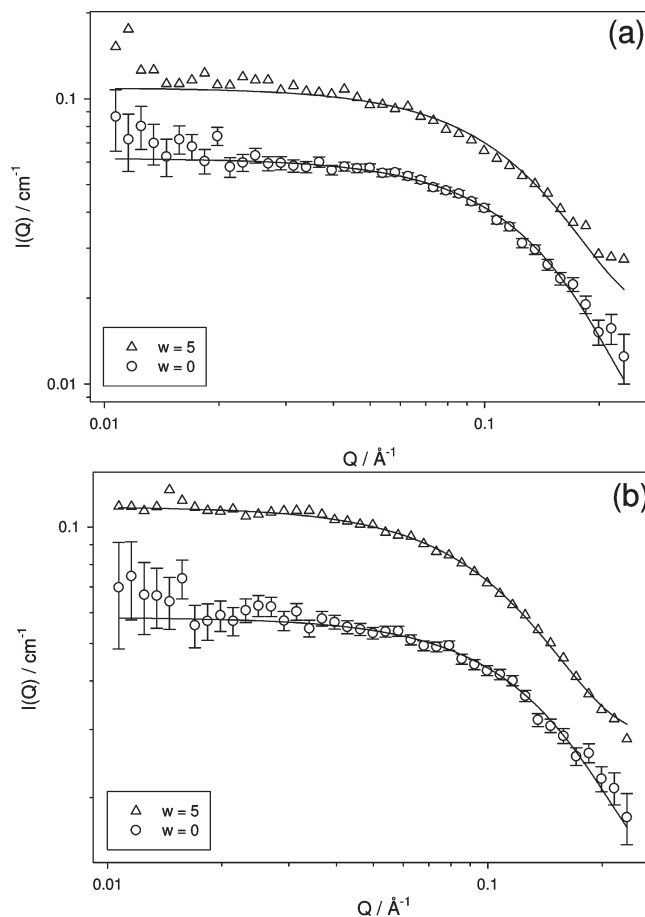 (a)
0.1
I(Q) / cm⁻¹
△ w = 5
○ w = 0
0.01
0.01
0.1
Q / Å⁻¹
(b)
0.1
I(Q) / cm⁻¹
△ w = 5
○ w = 0
0.01
0.1
Q / Å⁻¹